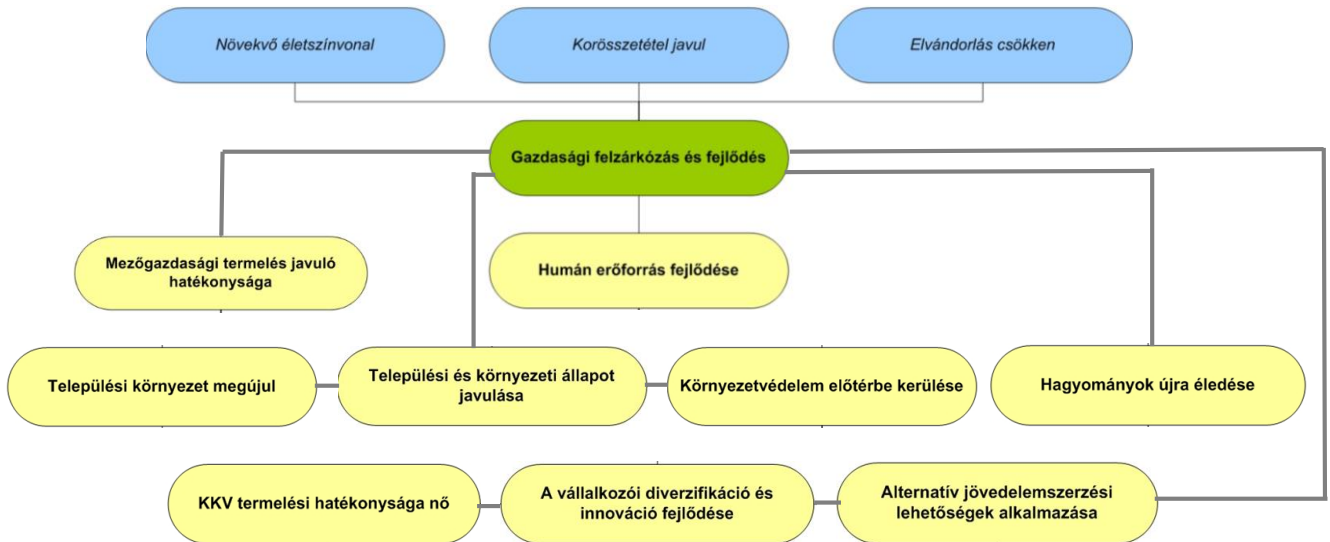 Növekvő életszínvonal
Korösszetétel javul
Elvándorlás csökken
Gazdasági felzárkózás és fejlődés
Mezőgazdasági termelés javuló
hatékonysága
Humán erőforrás fejlődése
Települési környezet megújul
Települési és környezeti állapot
javulása
Környezetvédelem előtérbe kerülése
Hagyományok újra éledése
KKV termelési hatékonysága nő
A vállalkozói diverzifikáció és
innováció fejlődése
Alternatív jövedelemszerzési
lehetőségek alkalmazása